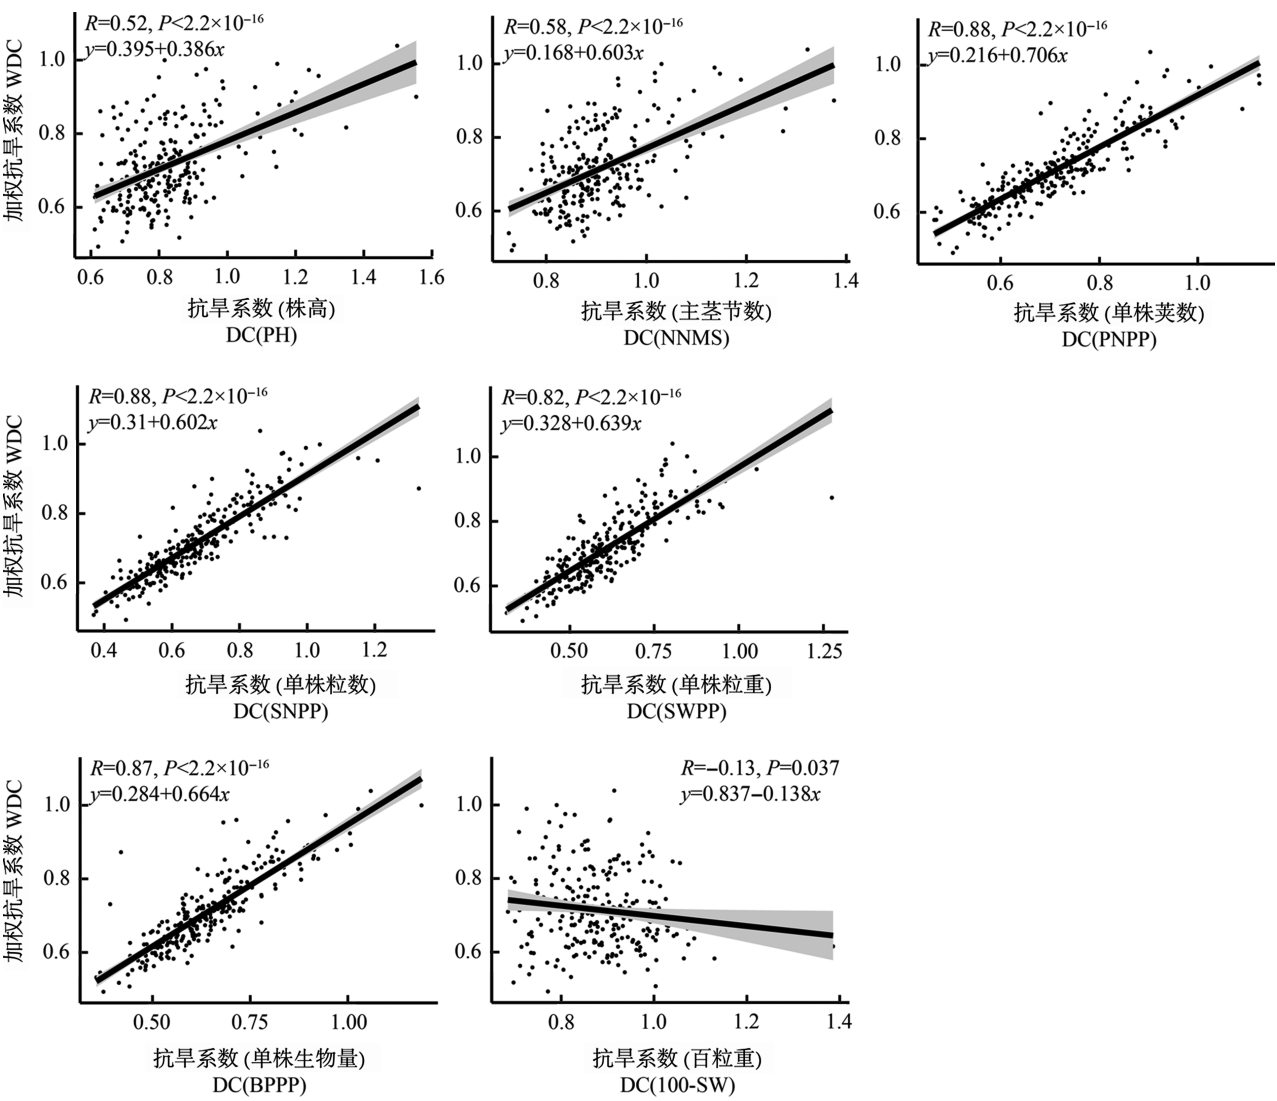 R=0.52, P<2.2×10⁻¹⁶
y=0.395+0.386x
加权抗旱系数 WDC
1.0
0.8
0.6
0.6 0.8 1.0 1.2 1.4 1.6
抗旱系数 (株高)
DC(PH)
R=0.58, P<2.2×10⁻¹⁶
y=0.168+0.603x
1.0
0.8
0.6
0.8 1.0 1.2 1.4
抗旱系数 (主茎节数)
DC(NNMS)
R=0.88, P<2.2×10⁻¹⁶
y=0.216+0.706x
1.0
0.8
0.6
0.6 0.8 1.0
抗旱系数 (单株荚数)
DC(PNPP)
R=0.88, P<2.2×10⁻¹⁶
y=0.31+0.602x
加权抗旱系数 WDC
1.0
0.8
0.6
0.4 0.6 0.8 1.0 1.2
抗旱系数 (单株粒数)
DC(SNPP)
R=0.82, P<2.2×10⁻¹⁶
y=0.328+0.639x
1.0
0.8
0.6
0.50 0.75 1.00 1.25
抗旱系数 (单株粒重)
DC(SWPP)
R=0.87, P<2.2×10⁻¹⁶
y=0.284+0.664x
加权抗旱系数 WDC
1.0
0.8
0.6
0.50 0.75 1.00
抗旱系数 (单株生物量)
DC(BPPP)
R=−0.13, P=0.037
y=0.837−0.138x
1.0
0.8
0.6
0.8 1.0 1.2 1.4
抗旱系数 (百粒重)
DC(100-SW)